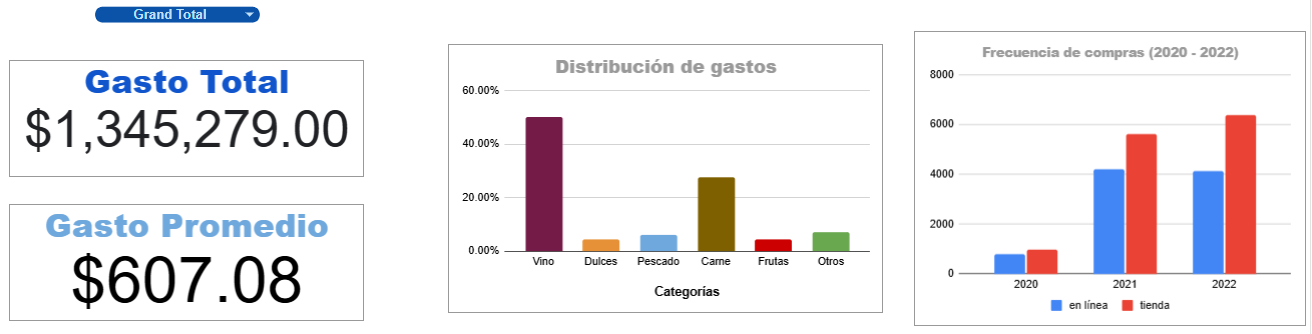 Grand Total
Gasto Total
$1,345,279.00
Gasto Promedio
$607.08
Distribución de gastos
60.00%
40.00%
20.00%
0.00%
Vino Dulces Pescado Carne Frutas Otros
Categorías
Frecuencia de compras (2020 - 2022)
8000
6000
4000
2000
0
2020 2021 2022
en línea tienda